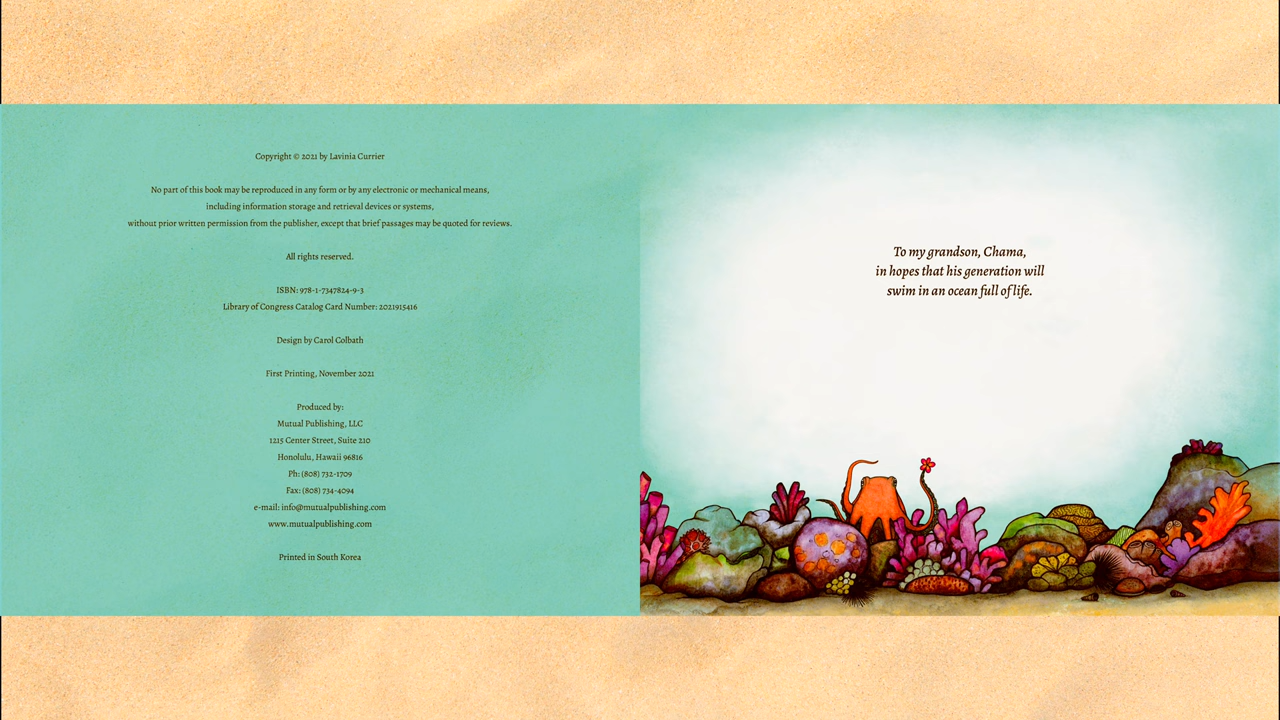 Copyright © 2021 by Lavinia Currier
No part of this book may be reproduced in any form or by any electronic or mechanical means,
including information storage and retrieval devices or systems,
without prior written permission from the publisher, except that brief passages may be quoted for reviews.
All rights reserved.
ISBN: 978-1-7347824-9-3
Library of Congress Catalog Card Number: 2021915416
Design by Carol Colbath
First Printing, November 2021
Produced by:
Mutual Publishing, LLC
1215 Center Street, Suite 210
Honolulu, Hawaii 96816
Ph: (808) 732-1709
Fax: (808) 734-4094
e-mail: info@mutualpublishing.com
www.mutualpublishing.com
Printed in South Korea
To my grandson, Chama,
in hopes that his generation will
swim in an ocean full of life.